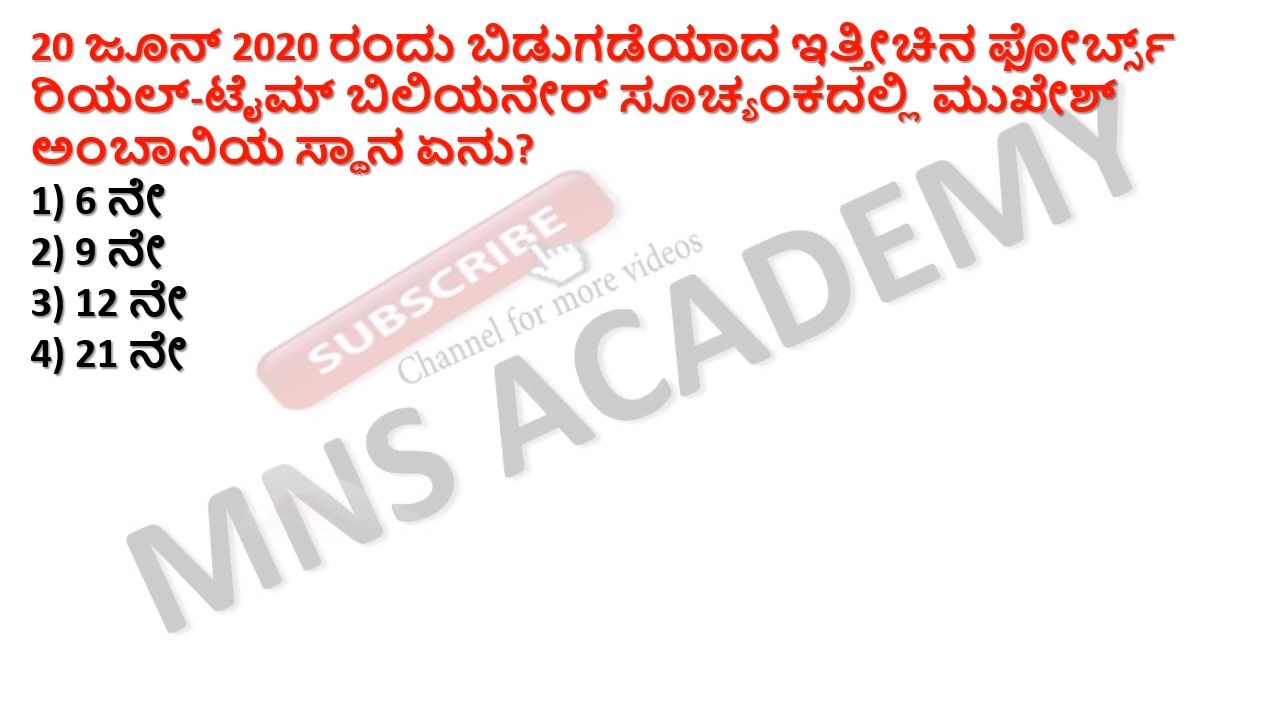 20 ಜೂನ್ 2020 ರಂದು ಬಿಡುಗಡೆಯಾದ ಇತ್ತೀಚಿನ ಫೋರ್ಬ್ಸ್
ರಿಯಲ್-ಟೈಮ್ ಬಿಲಿಯನೇರ್ ಸೂಚ್ಯಂಕದಲ್ಲಿ ಮುಖೇಶ್
ಅಂಬಾನಿಯ ಸ್ಥಾನ ಏನು?
1) 6 ನೇ
2) 9 ನೇ
3) 12 ನೇ
4) 21 ನೇ
SUBSCRIBE
Channel for more videos
MNS ACADEMY